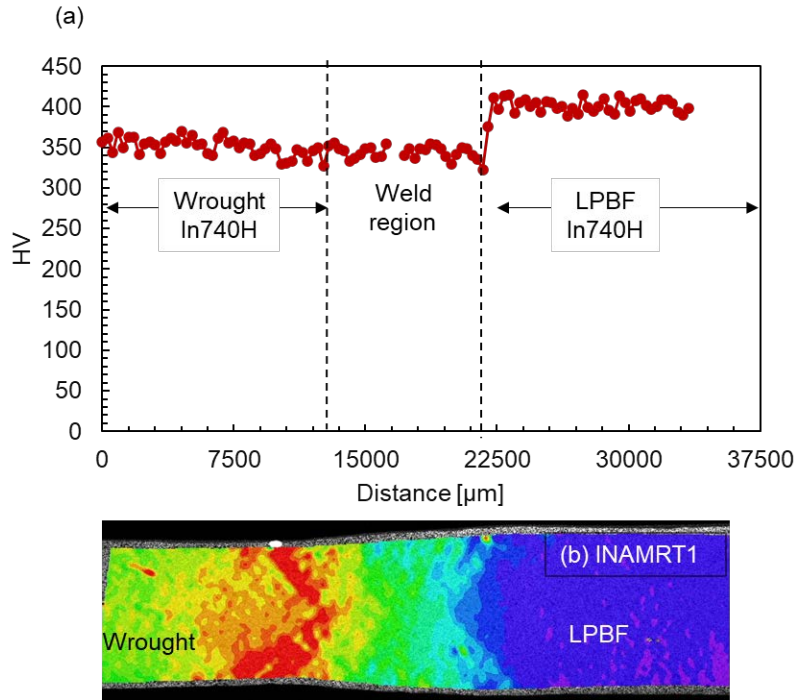 (a)
450
400
350
300
250
200
150
100
50
0
HV
Wrought
In740H
Weld
region
LPBF
In740H
0 7500 15000 22500 30000 37500
Distance [µm]
(b) INAMRT1
Wrought
LPBF